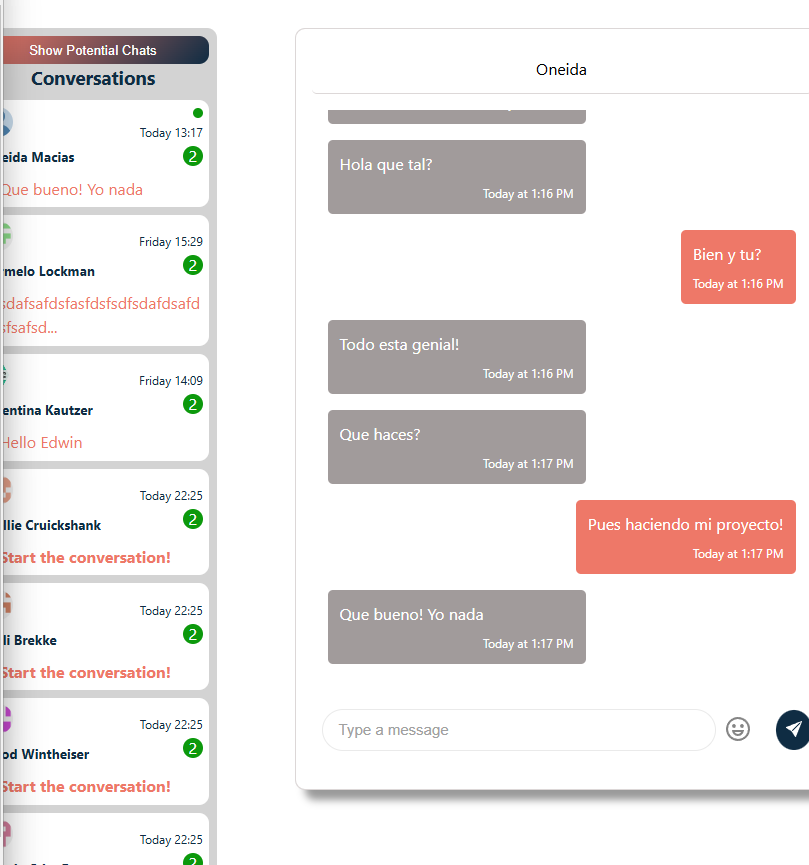 Show Potential Chats
Conversations
Today 13:17
eida Macias
2
Que bueno! Yo nada
Friday 15:29
melo Lockman
2
sdafsafdsfasfdsfsdfsdafdsafd
sfsafsd...
Friday 14:09
entina Kautzer
2
Hello Edwin
Today 22:25
llie Cruickshank
2
Start the conversation!
Today 22:25
li Brekke
2
Start the conversation!
Today 22:25
od Wintheiser
2
Start the conversation!
Today 22:25
2
Oneida
Hola que tal?
Today at 1:16 PM
Bien y tu?
Today at 1:16 PM
Todo esta genial!
Today at 1:16 PM
Que haces?
Today at 1:17 PM
Pues haciendo mi proyecto!
Today at 1:17 PM
Que bueno! Yo nada
Today at 1:17 PM
Type a message